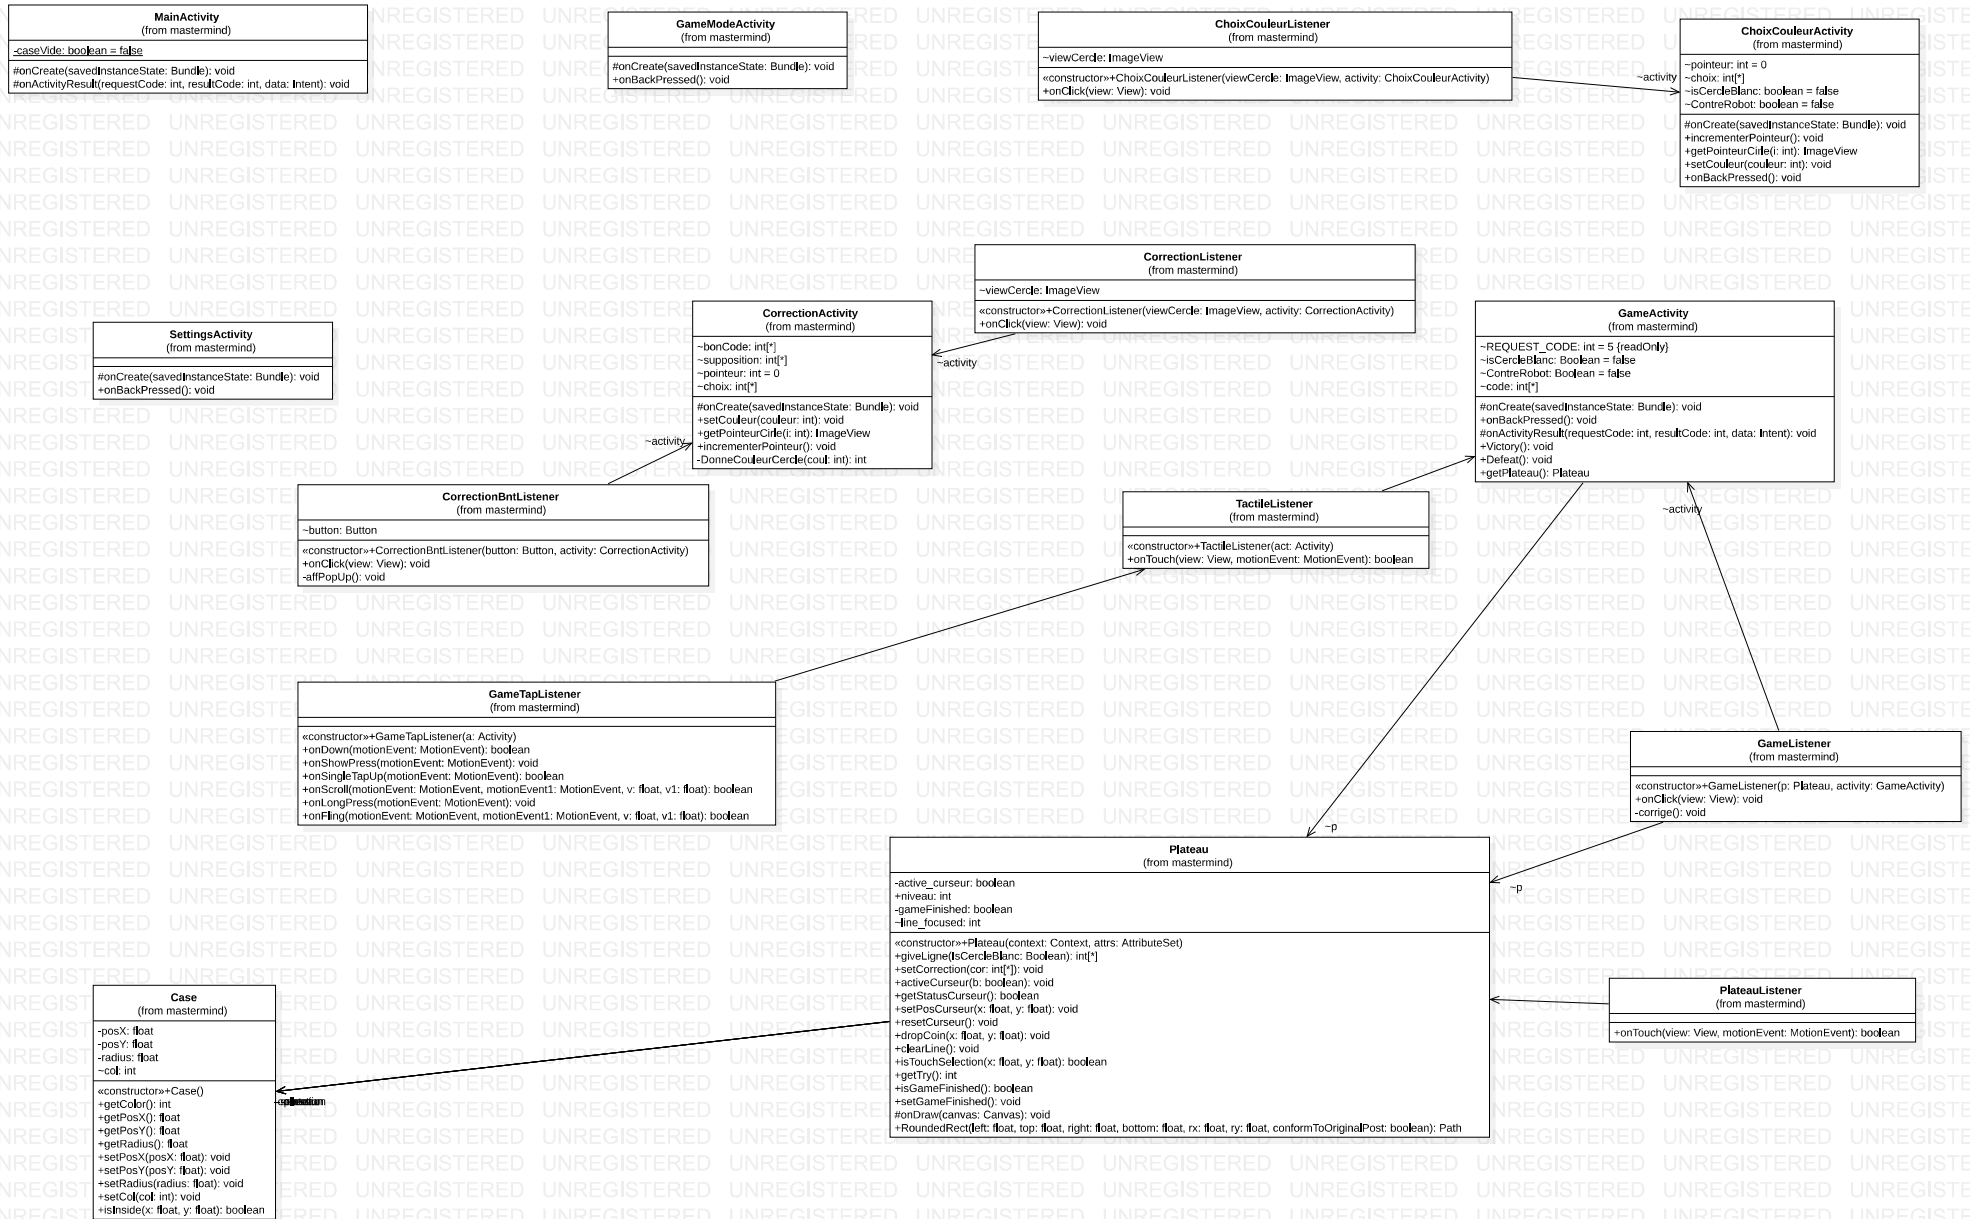 MainActivity
(from mastermind)
-caseVide: boolean = false
#onCreate(savedInstanceState: Bundle): void
#onActivityResult(requestCode: int, resultCode: int, data: Intent): void
GameModeActivity
(from mastermind)
#onCreate(savedInstanceState: Bundle): void
+onBackPressed(): void
ChoixCouleurListener
(from mastermind)
~viewCercle: ImageView
«constructor»+ChoixCouleurListener(viewCercle: ImageView, activity: ChoixCouleurActivity)
+onClick(view: View): void
~activity
ChoixCouleurActivity
(from mastermind)
~pointeur: int = 0
~choix: int[*]
~isCercleBlanc: boolean = false
~ContreRobot: boolean = false
#onCreate(savedInstanceState: Bundle): void
+incrementerPointeur(): void
+getPointeurCirle(i: int): ImageView
+setCouleur(couleur: int): void
+onBackPressed(): void
CorrectionListener
(from mastermind)
~viewCercle: ImageView
«constructor»+CorrectionListener(viewCercle: ImageView, activity: CorrectionActivity)
+onClick(view: View): void
~activity
SettingsActivity
(from mastermind)
#onCreate(savedInstanceState: Bundle): void
+onBackPressed(): void
CorrectionActivity
(from mastermind)
~bonCode: int[*]
~supposition: int[*]
~pointeur: int = 0
~choix: int[*]
#onCreate(savedInstanceState: Bundle): void
+setCouleur(couleur: int): void
+getPointeurCirle(i: int): ImageView
+incrementerPointeur(): void
-DonneCouleurCercle(coul: int): int
~activity
GameActivity
(from mastermind)
~REQUEST_CODE: int = 5 {readOnly}
~isCercleBlanc: Boolean = false
~ContreRobot: Boolean = false
~code: int[*]
#onCreate(savedInstanceState: Bundle): void
+onBackPressed(): void
#onActivityResult(requestCode: int, resultCode: int, data: Intent): void
+Victory(): void
+Defeat(): void
+getPlateau(): Plateau
~activity
CorrectionBntListener
(from mastermind)
~button: Button
«constructor»+CorrectionBntListener(button: Button, activity: CorrectionActivity)
+onClick(view: View): void
-affPopUp(): void
TactileListener
(from mastermind)
«constructor»+TactileListener(act: Activity)
+onTouch(view: View, motionEvent: MotionEvent): boolean
GameTapListener
(from mastermind)
«constructor»+GameTapListener(a: Activity)
+onDown(motionEvent: MotionEvent): boolean
+onShowPress(motionEvent: MotionEvent): void
+onSingleTapUp(motionEvent: MotionEvent): boolean
+onScroll(motionEvent: MotionEvent, motionEvent1: MotionEvent, v: float, v1: float): boolean
+onLongPress(motionEvent: MotionEvent): void
+onFling(motionEvent: MotionEvent, motionEvent1: MotionEvent, v: float, v1: float): boolean
GameListener
(from mastermind)
«constructor»+GameListener(p: Plateau, activity: GameActivity)
+onClick(view: View): void
-corrige(): void
~p
~p
Plateau
(from mastermind)
-active_curseur: boolean
+niveau: int
-gameFinished: boolean
~line_focused: int
«constructor»+Plateau(context: Context, attrs: AttributeSet)
+giveLigne(IsCercleBlanc: Boolean): int[*]
+setCorrection(cor: int[*]): void
+activeCurseur(b: boolean): void
+getStatusCurseur(): boolean
+setPosCurseur(x: float, y: float): void
+resetCurseur(): void
+dropCoin(x: float, y: float): void
+clearLine(): void
+isTouchSelection(x: float, y: float): boolean
+getTry(): int
+isGameFinished(): boolean
+setGameFinished(): void
#onDraw(canvas: Canvas): void
+RoundedRect(left: float, top: float, right: float, bottom: float, rx: float, ry: float, conformToOriginalPost: boolean): Path
PlateauListener
(from mastermind)
+onTouch(view: View, motionEvent: MotionEvent): boolean
Case
(from mastermind)
-posX: float
-posY: float
-radius: float
~col: int
«constructor»+Case()
+getColor(): int
+getPosX(): float
+getPosY(): float
+getRadius(): float
+setPosX(posX: float): void
+setPosY(posY: float): void
+setRadius(radius: float): void
+setCol(col: int): void
+isInside(x: float, y: float): boolean
UNREGISTERED